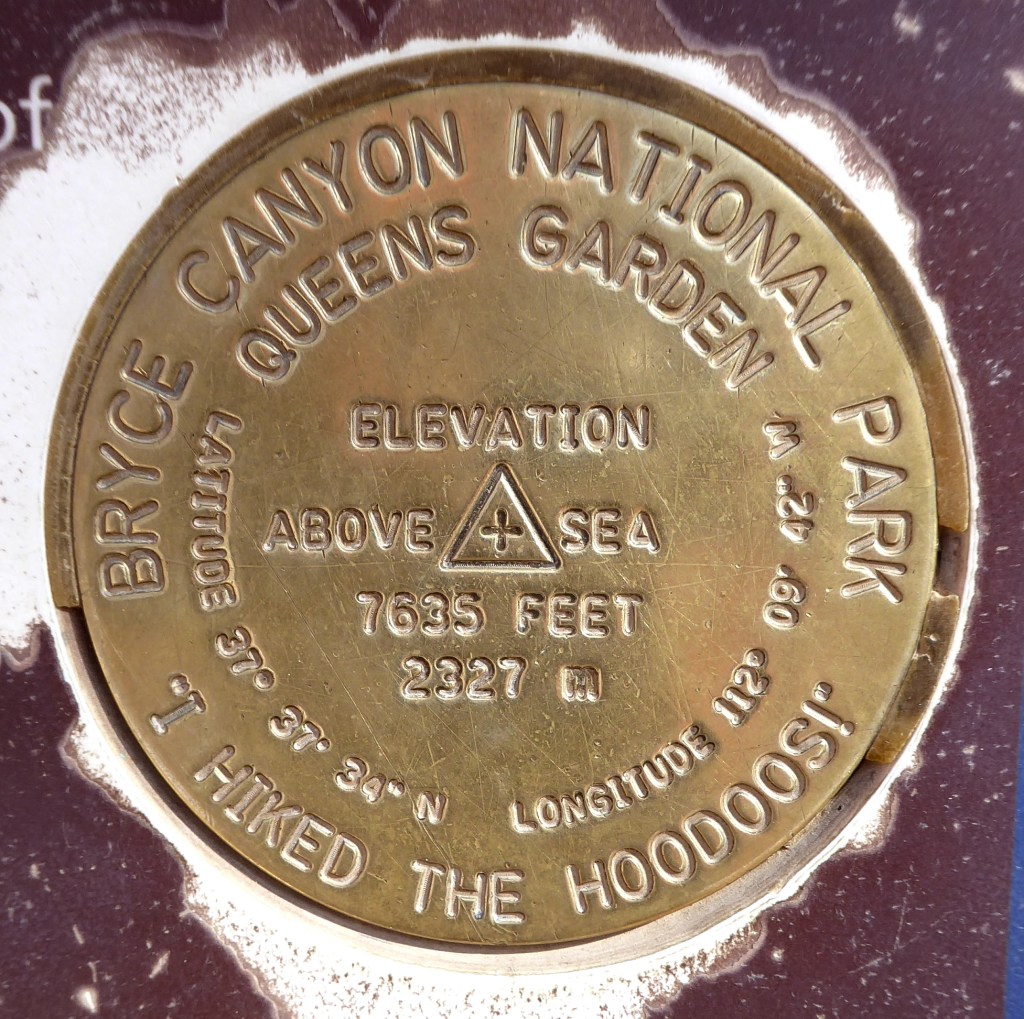 of
BRYCE CANYON NATIONAL PARK
QUEENS GARDEN
ELEVATION
ABOVE SEA
7635 FEET
2327 m
LATITUDE 37° 37' 34" N
LONGITUDE 112° 09' 42" W
"I HIKED THE HOODOOS!"